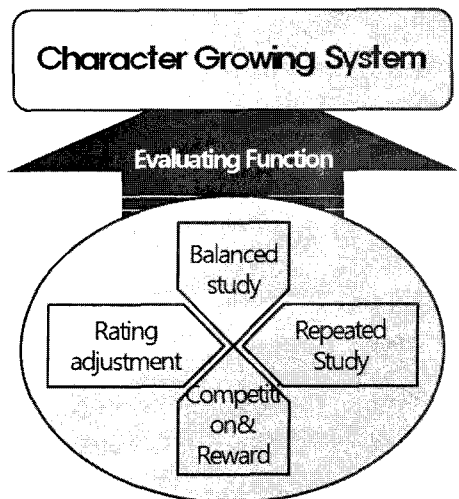 Character Growing System
Evaluating Function
Balanced
study
Rating
adjustment
Repeated
Study
Competiti
on&
Reward